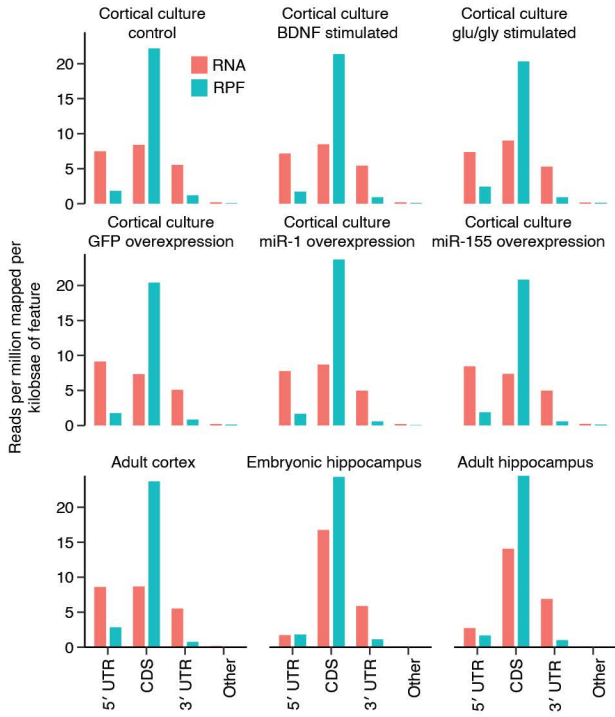 Cortical culture control
Cortical culture BDNF stimulated
Cortical culture glu/gly stimulated
RNA
RPF
20
15
10
5
0
Cortical culture GFP overexpression
Cortical culture miR-1 overexpression
Cortical culture miR-155 overexpression
20
15
10
5
0
Reads per million mapped per
kilobsae of feature
Adult cortex
Embryonic hippocampus
Adult hippocampus
20
15
10
5
0
5′ UTR
CDS
3′ UTR
Other
5′ UTR
CDS
3′ UTR
Other
5′ UTR
CDS
3′ UTR
Other